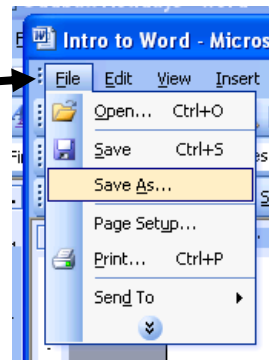 Intro to Word - Micros
File Edit View Insert
Open... Ctrl+O
Save Ctrl+S
Save As...
Page Setup...
Print... Ctrl+P
Send To